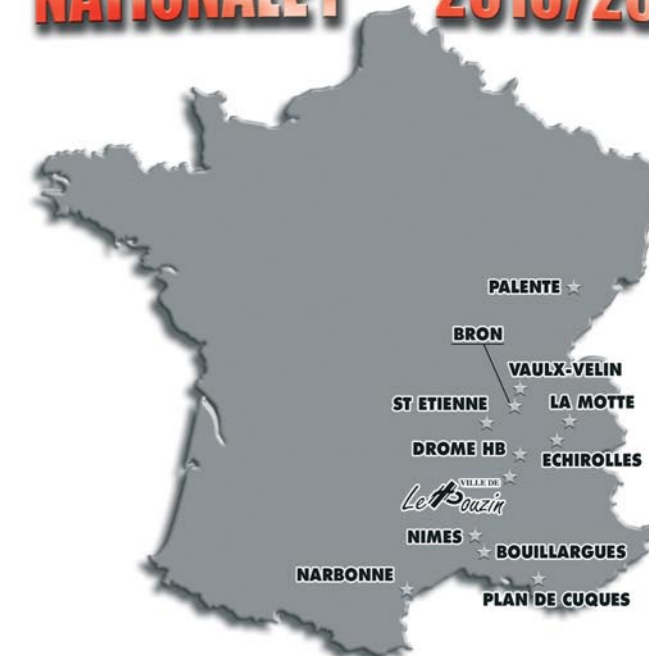 NATIONALE 1 2018/20
PALENTE
BRON
VAULX-VELIN
ST ETIENNE
LA MOTTE
DROME HB
ECHIROLLES
VILLE DE
Le Pouzin
NIMES
BOUILLARGUES
NARBONNE
PLAN DE CUQUES